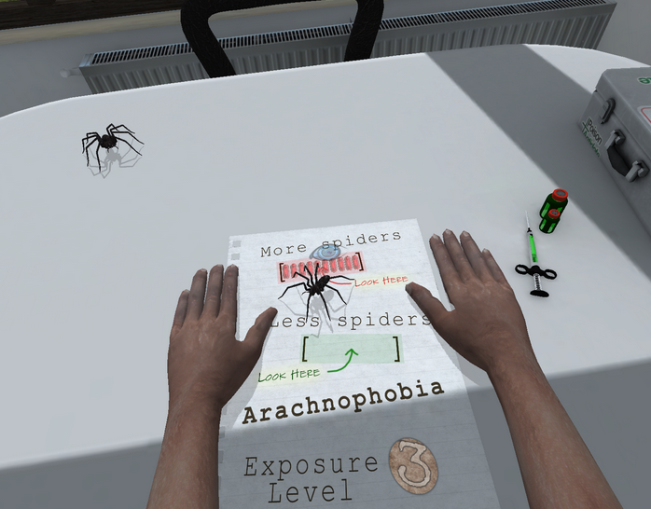 More spiders
Look Here
Less spiders
Look Here
Arachnophobia
Exposure 3
Level